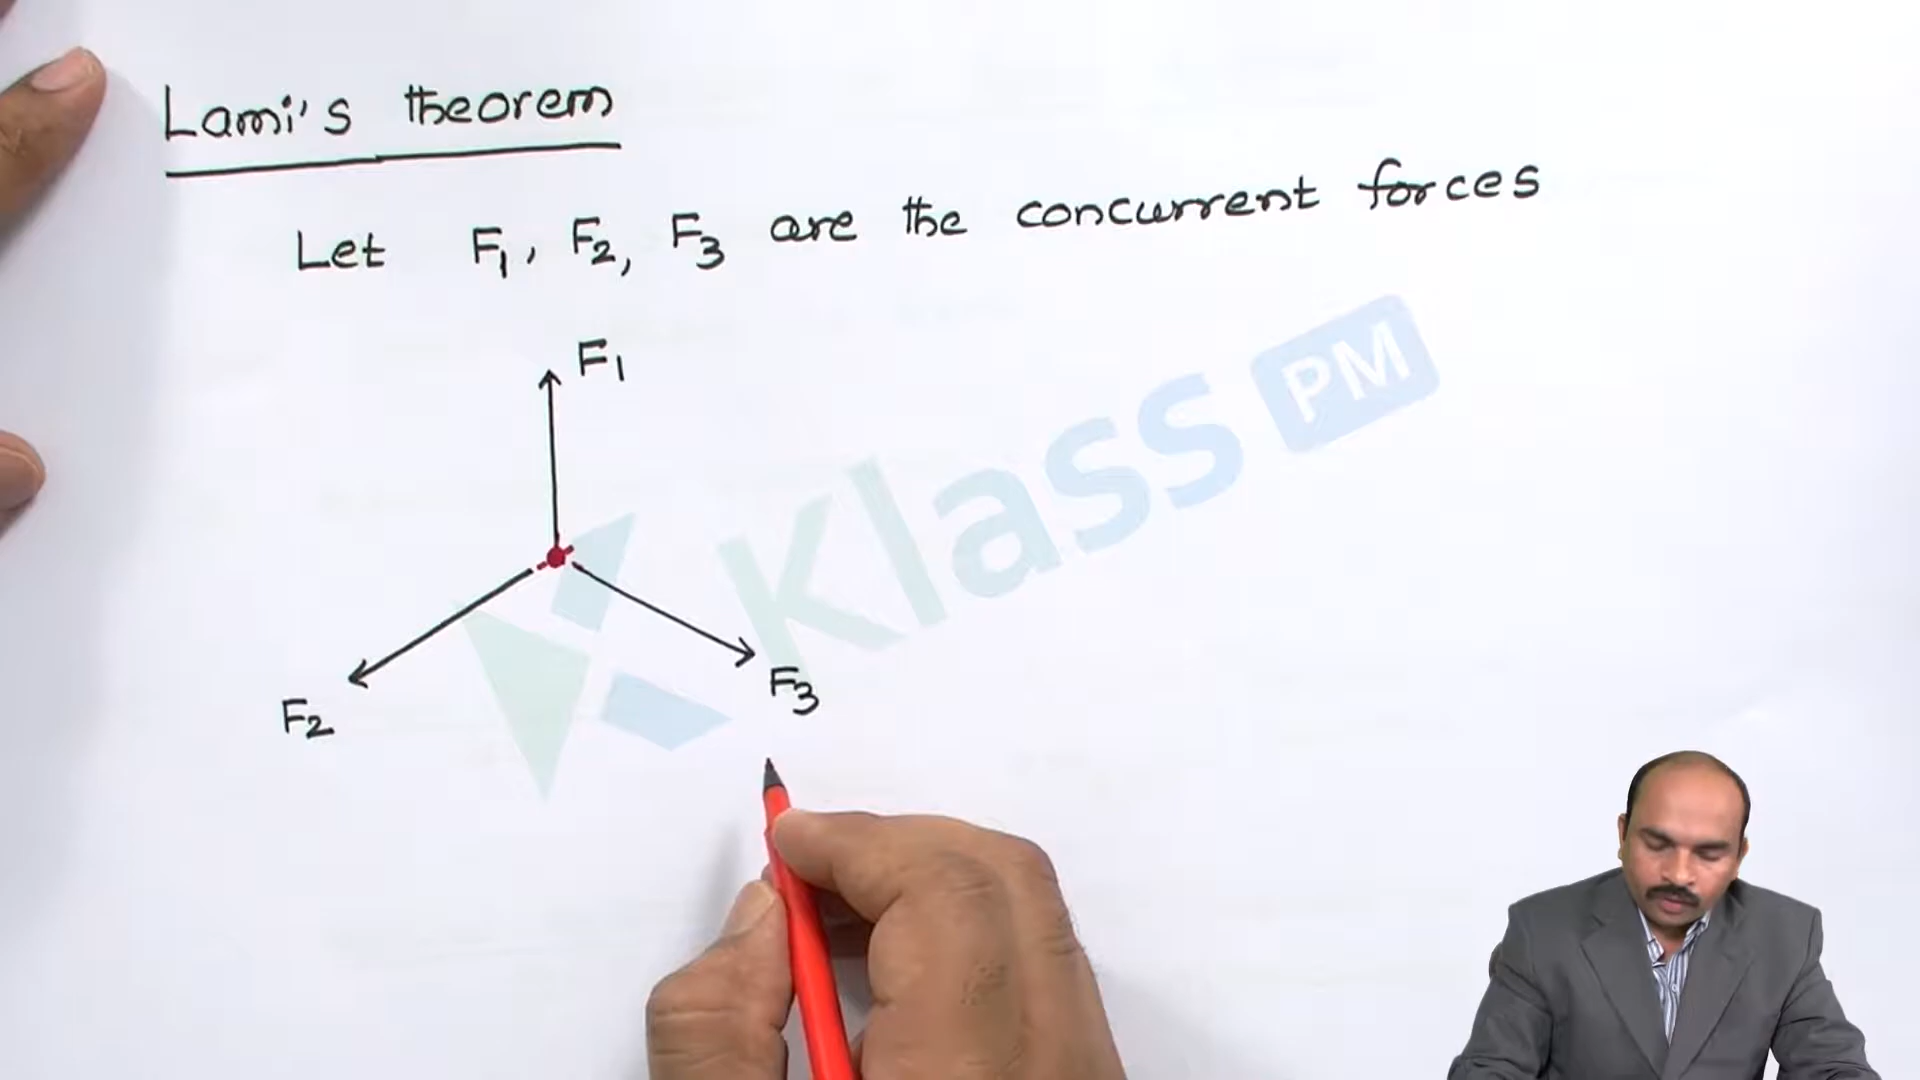 Lami's theorem
Let F1, F2, F3 are the concurrent forces
F1
Klass PM
F2
F3